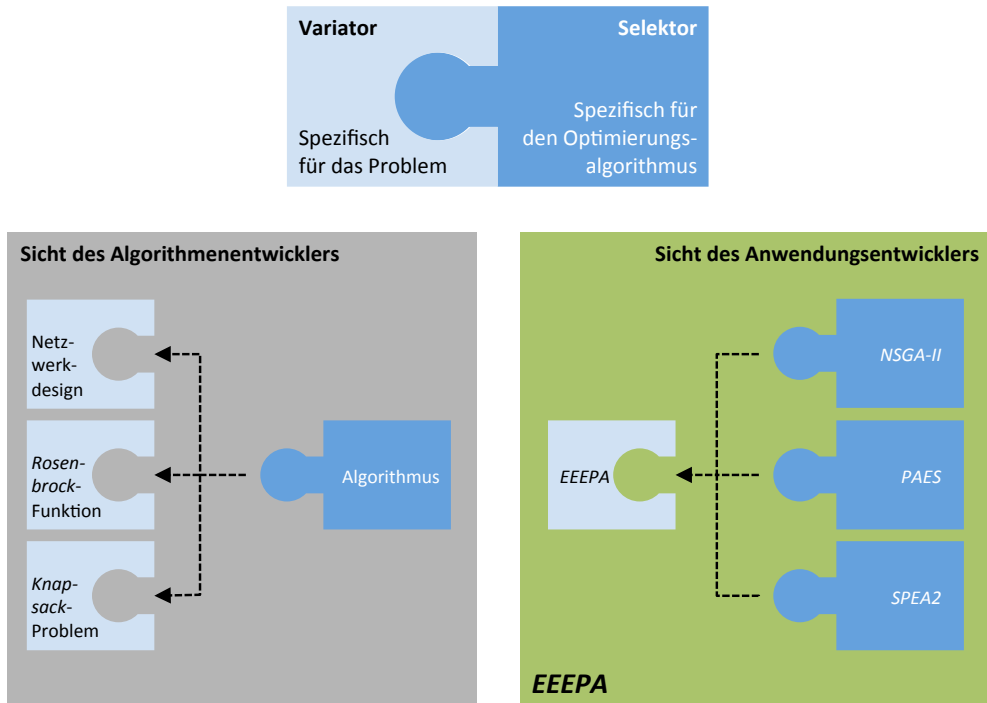 Variator
Selektor
Spezifisch
für das Problem
Spezifisch für
den Optimierungs-
algorithmus
Sicht des Algorithmenentwicklers
Netz-
werk-
design
Rosen-
brock-
Funktion
Knap-
sack-
Problem
Algorithmus
Sicht des Anwendungsentwicklers
EEEPA
NSGA-II
PAES
SPEA2
EEEPA